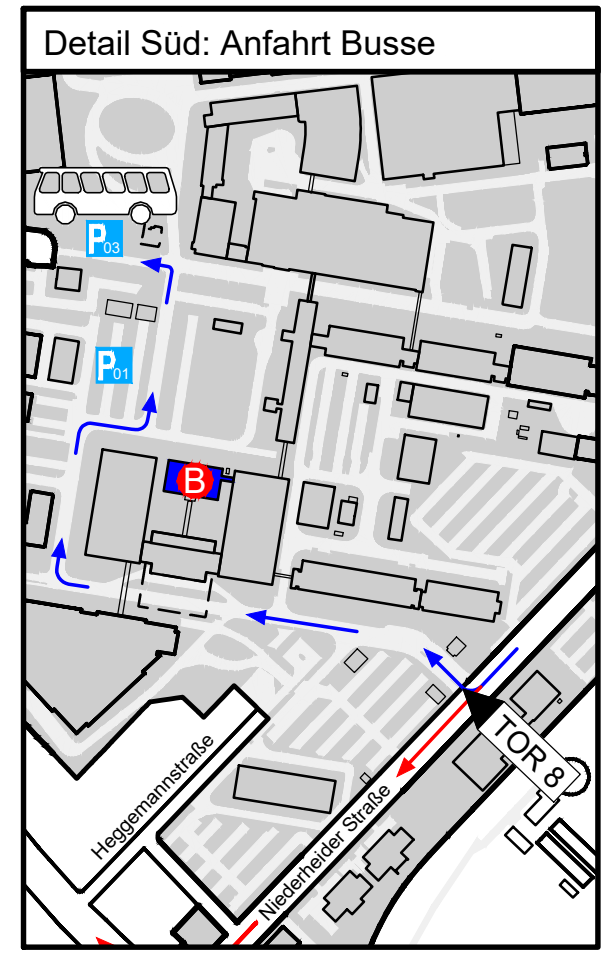 Detail Süd: Anfahrt Busse
P03
P01
B
TOR 8
Heggemannstraße
Niederheider Straße